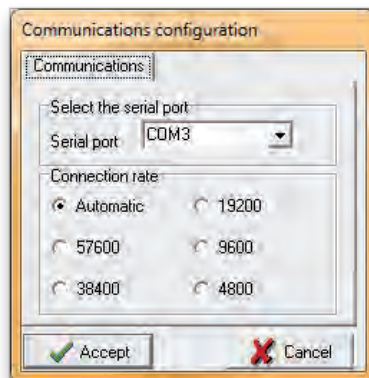 Communications configuration
Communications
Select the serial port
Serial port COM3
Connection rate
Automatic 19200
57600 9600
38400 4800
Accept Cancel